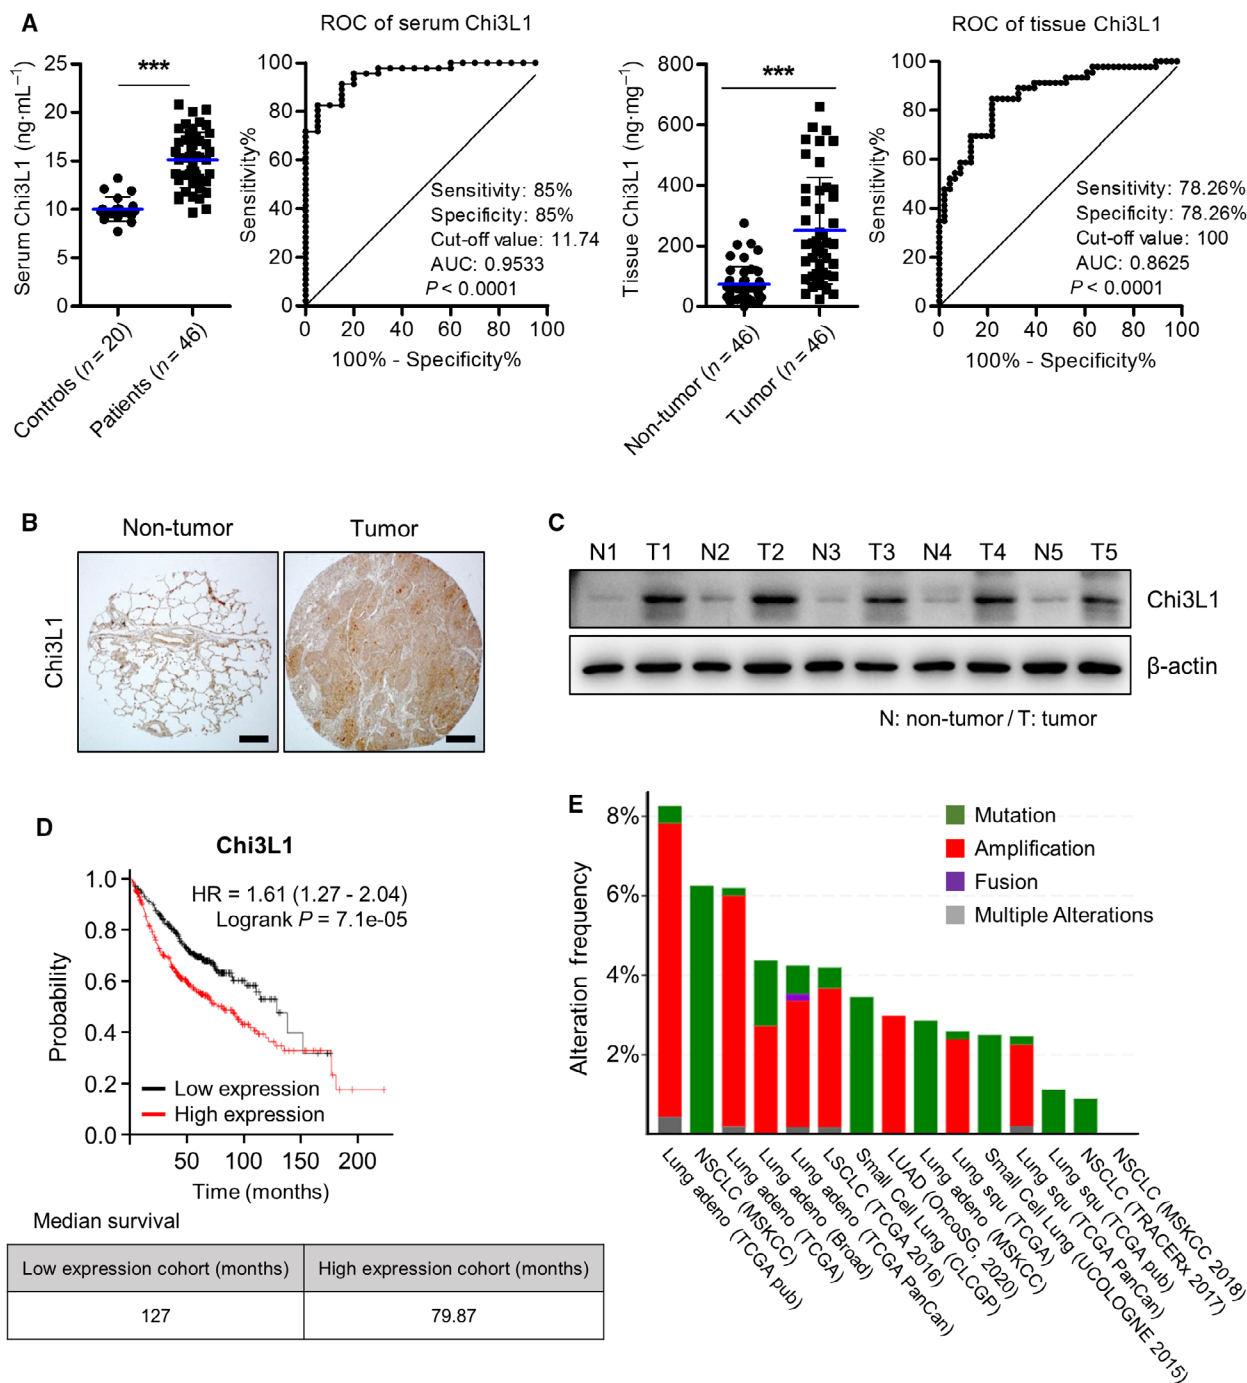 A
ROC of serum Chi3L1
ROC of tissue Chi3L1
Serum Chi3L1 (ng·mL⁻¹)
25
20
15
10
5
0
***
Controls (n = 20)
Patients (n = 46)
Sensitivity%
100
80
60
40
20
0
Sensitivity: 85%
Specificity: 85%
Cut-off value: 11.74
AUC: 0.9533
P < 0.0001
0 20 40 60 80 100
100% - Specificity%
Tissue Chi3L1 (ng·mg⁻¹)
800
600
400
200
0
***
Non-tumor (n = 46)
Tumor (n = 46)
Sensitivity%
100
80
60
40
20
0
Sensitivity: 78.26%
Specificity: 78.26%
Cut-off value: 100
AUC: 0.8625
P < 0.0001
0 20 40 60 80 100
100% - Specificity%
B
Non-tumor Tumor
Chi3L1
C
N1 T1 N2 T2 N3 T3 N4 T4 N5 T5
Chi3L1
β-actin
N: non-tumor / T: tumor
D
Chi3L1
HR = 1.61 (1.27 - 2.04)
Logrank P = 7.1e-05
Probability
1.0
0.8
0.6
0.4
0.2
0.0
Low expression
High expression
50 100 150 200
Time (months)
Median survival
Low expression cohort (months) High expression cohort (months)
127 79.87
E
Alteration frequency
8%
6%
4%
2%
Mutation
Amplification
Fusion
Multiple Alterations
Lung adeno (TCGA pub)
NSCLC (MSKCC)
Lung adeno (TCGA)
Lung adeno (Broad)
Lung adeno (TCGA PanCan)
LSCLC (TCGA 2016)
Small Cell Lung (CLCGP)
LUAD (OncoSG, 2020)
Lung adeno (MSKCC)
Lung squ (TCGA)
Small Cell Lung (UCOLOGNE 2015)
Lung squ (TCGA PanCan)
Lung squ (TCGA pub)
NSCLC (TRACERx 2017)
NSCLC (MSKCC 2018)